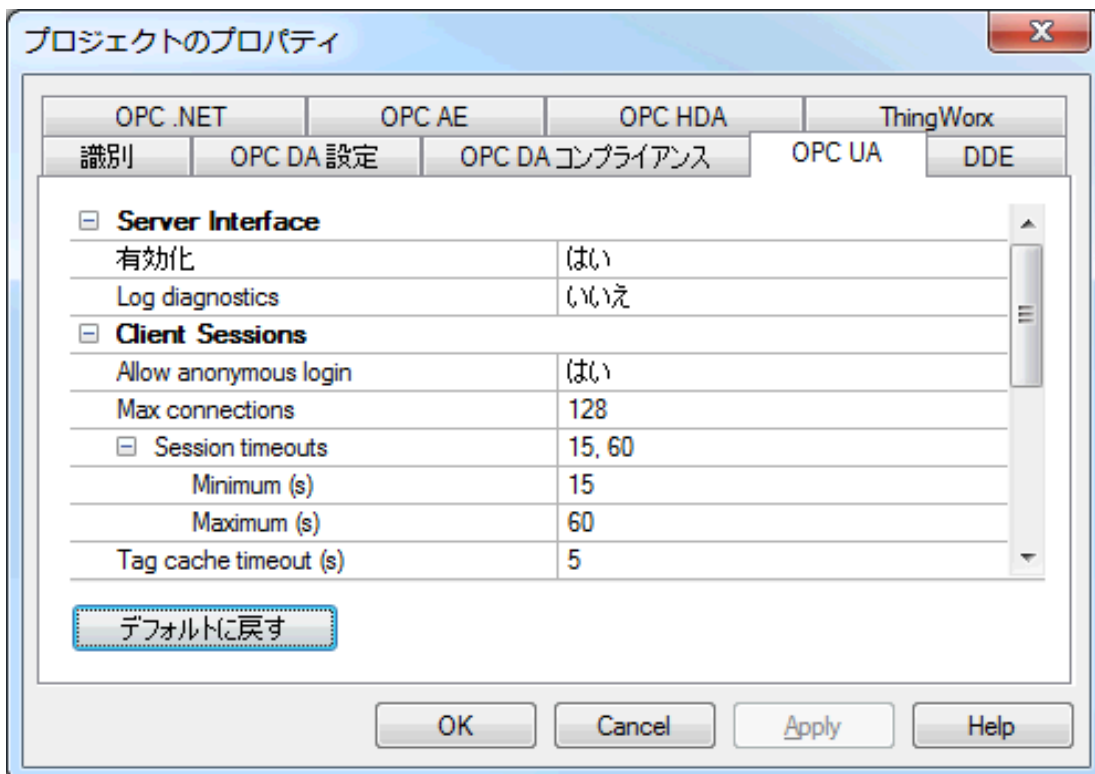 プロジェクトのプロパティ
OPC .NET OPC AE OPC HDA ThingWorx
識別 OPC DA 設定 OPC DA コンプライアンス OPC UA DDE
Server Interface
有効化 はい
Log diagnostics いいえ
Client Sessions
Allow anonymous login はい
Max connections 128
Session timeouts 15, 60
Minimum (s) 15
Maximum (s) 60
Tag cache timeout (s) 5
デフォルトに戻す
OK Cancel Apply Help